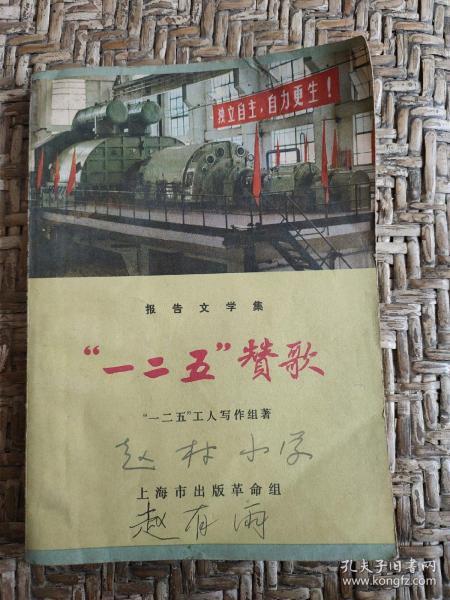 独立自主，自力更生！
报告文学集
“一二五”赞歌
“一二五”工人写作组著
赵村小学
上海市出版革命组
赵有雨
孔夫子旧书网
www.kongfz.com